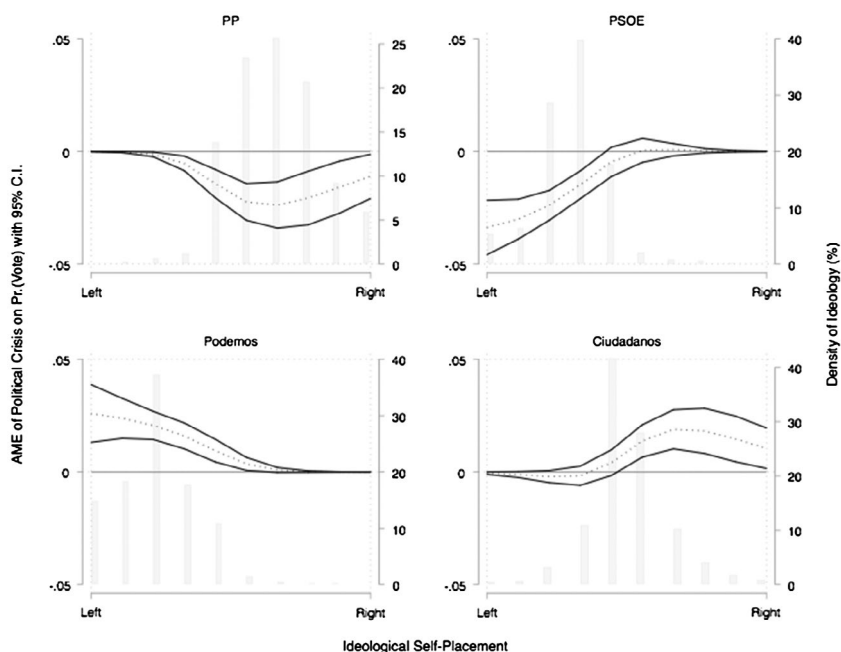 PP
.05
0
-.05
25
20
15
10
5
0
Left
Right
PSOE
.05
0
-.05
40
30
20
10
0
Left
Right
Podemos
.05
0
-.05
40
30
20
10
0
Left
Right
Ciudadanos
.05
0
-.05
40
30
20
10
0
Left
Right
AME of Political Crisis on Pr.(Vote) with 95% C.I.
Density of Ideology (%)
Ideological Self-Placement